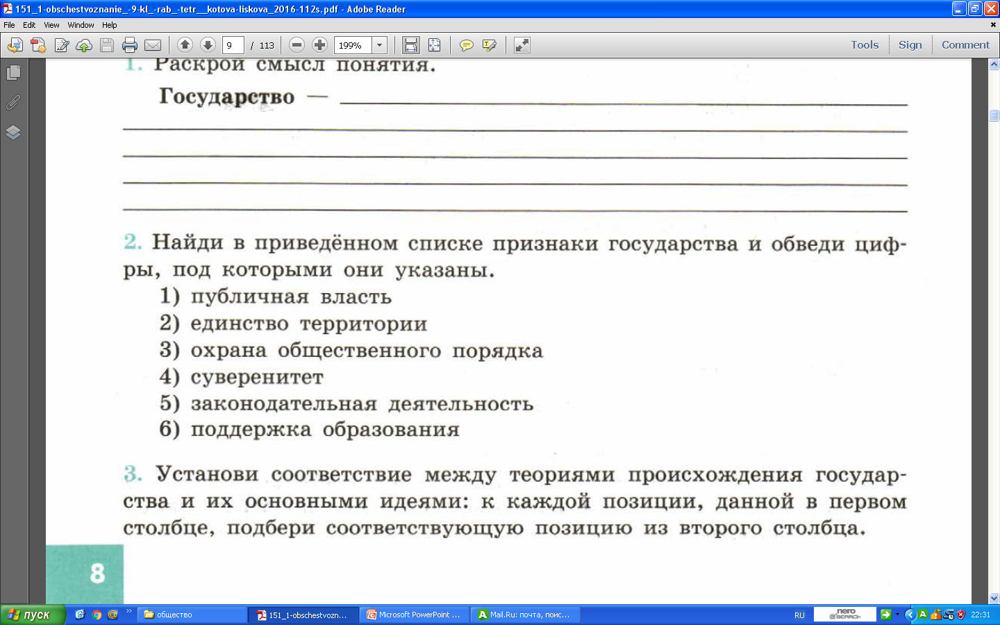 151_1-obschestvoznanie_-9-kl_-rab_-tetr__kotova-liskova_2016-112s.pdf - Adobe Reader
File Edit View Window Help
9 / 113 199% Tools Sign Comment
1. Раскрой смысл понятия.
Государство —
2. Найди в приведённом списке признаки государства и обведи циф-
ры, под которыми они указаны.
1) публичная власть
2) единство территории
3) охрана общественного порядка
4) суверенитет
5) законодательная деятельность
6) поддержка образования
3. Установи соответствие между теориями происхождения государ-
ства и их основными идеями: к каждой позиции, данной в первом
столбце, подбери соответствующую позицию из второго столбца.
8
пуск общество 151_1-obschestvozn... Microsoft PowerPoint ... Mail.Ru: почта, поис... RU nero SEARCH 22:31